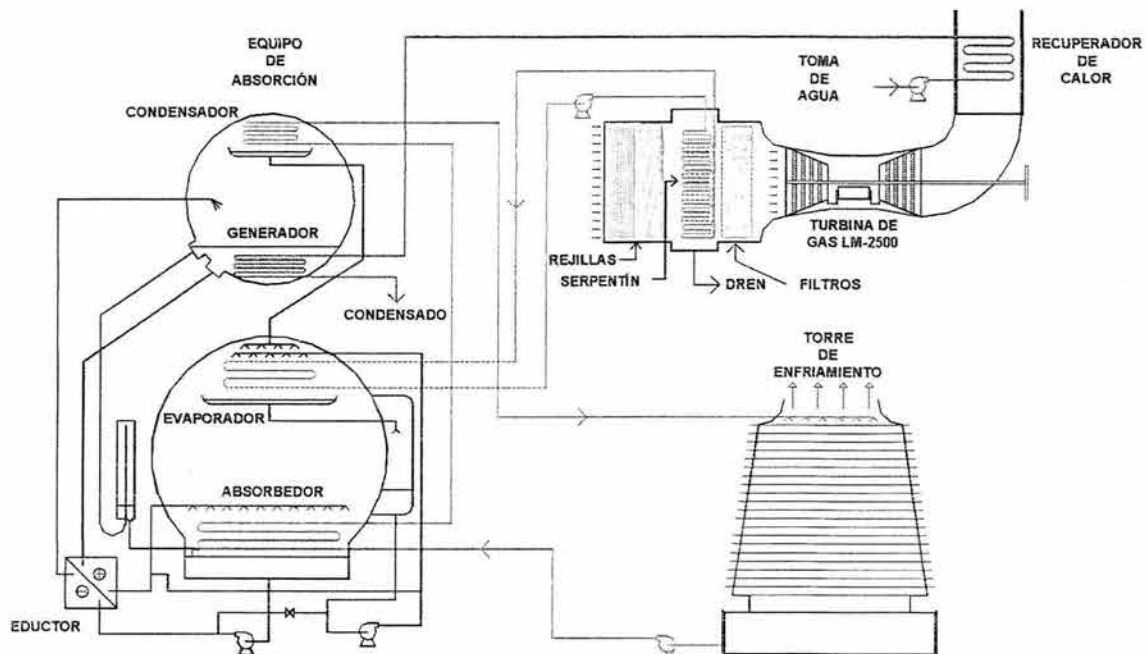 EQUIPO
DE
ABSORCIÓN
CONDENSADOR
GENERADOR
CONDENSADO
EVAPORADOR
ABSORBEDOR
EDUCTOR
TOMA
DE
AGUA
RECUPERADOR
DE
CALOR
TURBINA DE
GAS LM-2500
REJILLAS
SERPENTÍN
DREN
FILTROS
TORRE
DE
ENFRIAMIENTO